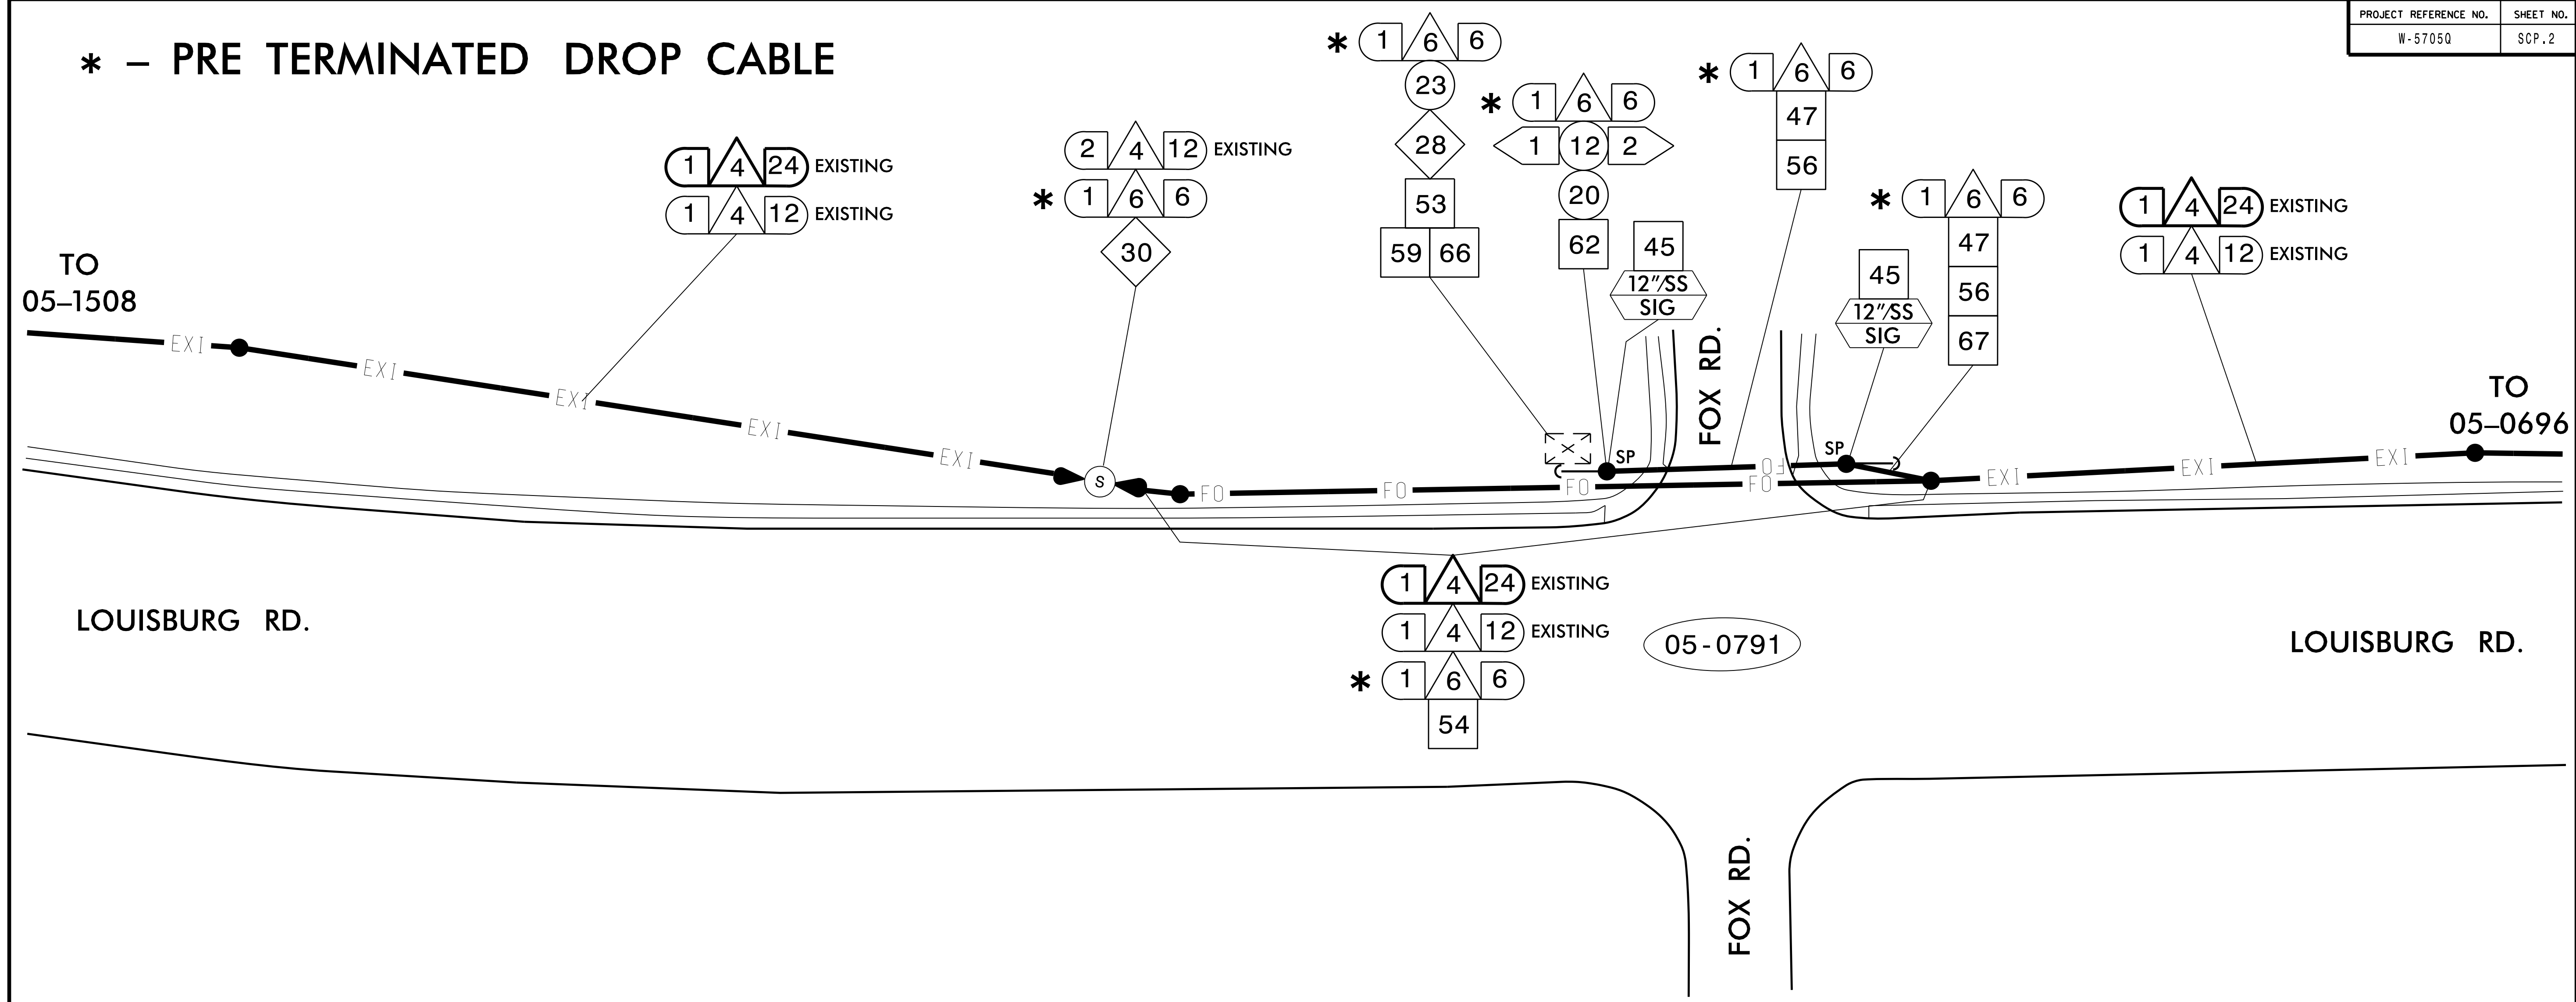 PROJECT REFERENCE NO. SHEET NO.
W-5705Q SCP.2
* – PRE TERMINATED DROP CABLE
1 4 24 EXISTING
1 4 12 EXISTING
2 4 12 EXISTING
* 1 6 6
30
* 1 6 6
23
28
53
59 66
* 1 6 6
1 12 2
20
62
45
12"/SS
SIG
* 1 6 6
47
56
45
12"/SS
SIG
* 1 6 6
47
56
67
1 4 24 EXISTING
1 4 12 EXISTING
TO
05–1508
TO
05–0696
FOX RD.
EXI
EXI
EXI
EXI
EXI
S
FO
FO
FO
FO
FO
SP
SP
EXI
EXI
EXI
1 4 24 EXISTING
1 4 12 EXISTING
* 1 6 6
54
05-0791
LOUISBURG RD.
LOUISBURG RD.
FOX RD.